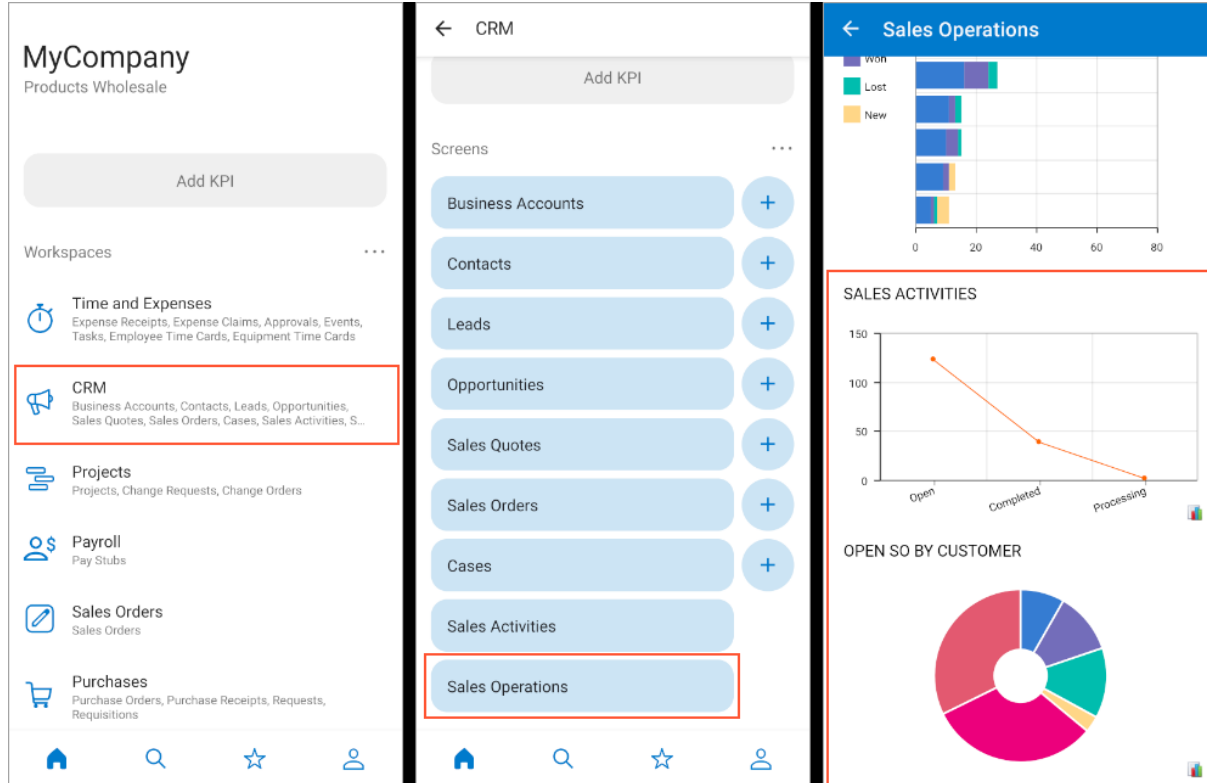 MyCompany
Products Wholesale
Add KPI
Workspaces
Time and Expenses
Expense Receipts, Expense Claims, Approvals, Events,
Tasks, Employee Time Cards, Equipment Time Cards
CRM
Business Accounts, Contacts, Leads, Opportunities,
Sales Quotes, Sales Orders, Cases, Sales Activities, S...
Projects
Projects, Change Requests, Change Orders
Payroll
Pay Stubs
Sales Orders
Sales Orders
Purchases
Purchase Orders, Purchase Receipts, Requests,
Requisitions
CRM
Add KPI
Screens
Business Accounts
Contacts
Leads
Opportunities
Sales Quotes
Sales Orders
Cases
Sales Activities
Sales Operations
Sales Operations
Won
Lost
New
0 20 40 60 80
SALES ACTIVITIES
150
100
50
0
Open Completed Processing
OPEN SO BY CUSTOMER